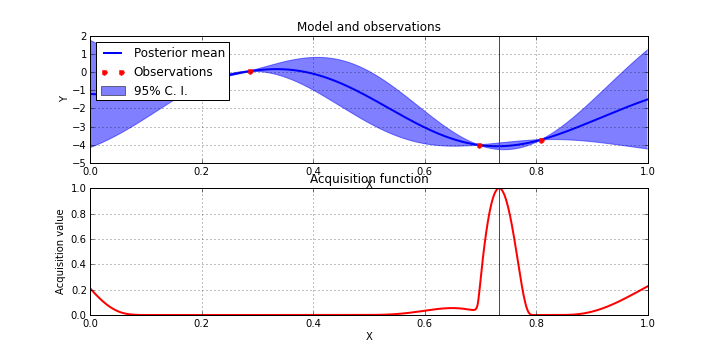 Model and observations
2
1
0
−1
−2
−3
−4
−5
Y
Posterior mean
Observations
95% C. I.
0.0 0.2 0.4 0.6 0.8 1.0
X
Acquisition function
1.0
0.8
0.6
0.4
0.2
0.0
Acquisition value
0.0 0.2 0.4 0.6 0.8 1.0
X